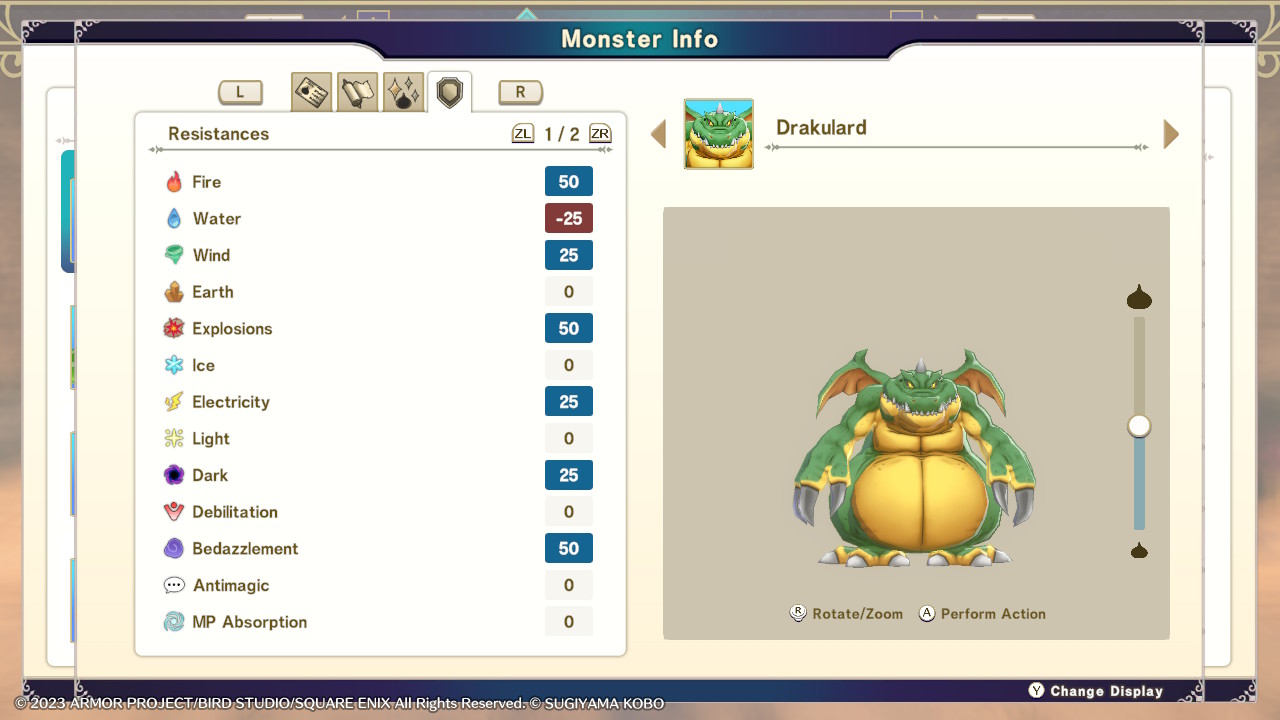 Monster Info
L
R
Resistances
ZL 1 / 2 ZR
Fire 50
Water -25
Wind 25
Earth 0
Explosions 50
Ice 0
Electricity 25
Light 0
Dark 25
Debilitation 0
Bedazzlement 50
Antimagic 0
MP Absorption 0
Drakulard
R Rotate/Zoom A Perform Action
Y Change Display
© 2023 ARMOR PROJECT/BIRD STUDIO/SQUARE ENIX All Rights Reserved. © SUGIYAMA KOBO